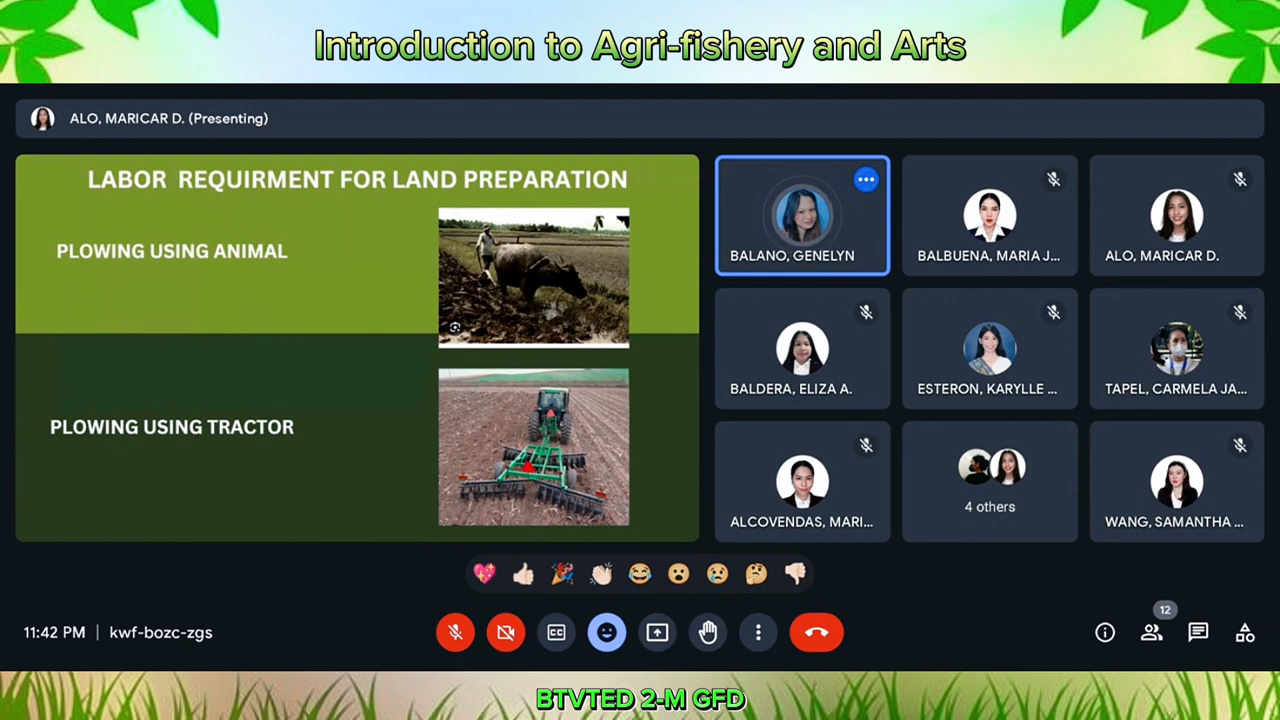 Introduction to Agri-fishery and Arts
ALO, MARICAR D. (Presenting)
LABOR REQUIRMENT FOR LAND PREPARATION
PLOWING USING ANIMAL
PLOWING USING TRACTOR
BALANO, GENELYN
BALBUENA, MARIA J...
ALO, MARICAR D.
BALDERA, ELIZA A.
ESTERON, KARYLLE ...
TAPEL, CARMELA JA...
ALCOVENDAS, MARI...
4 others
WANG, SAMANTHA ...
11:42 PM | kwf-bozc-zgs
CC
12
BTVTED 2-M GFD